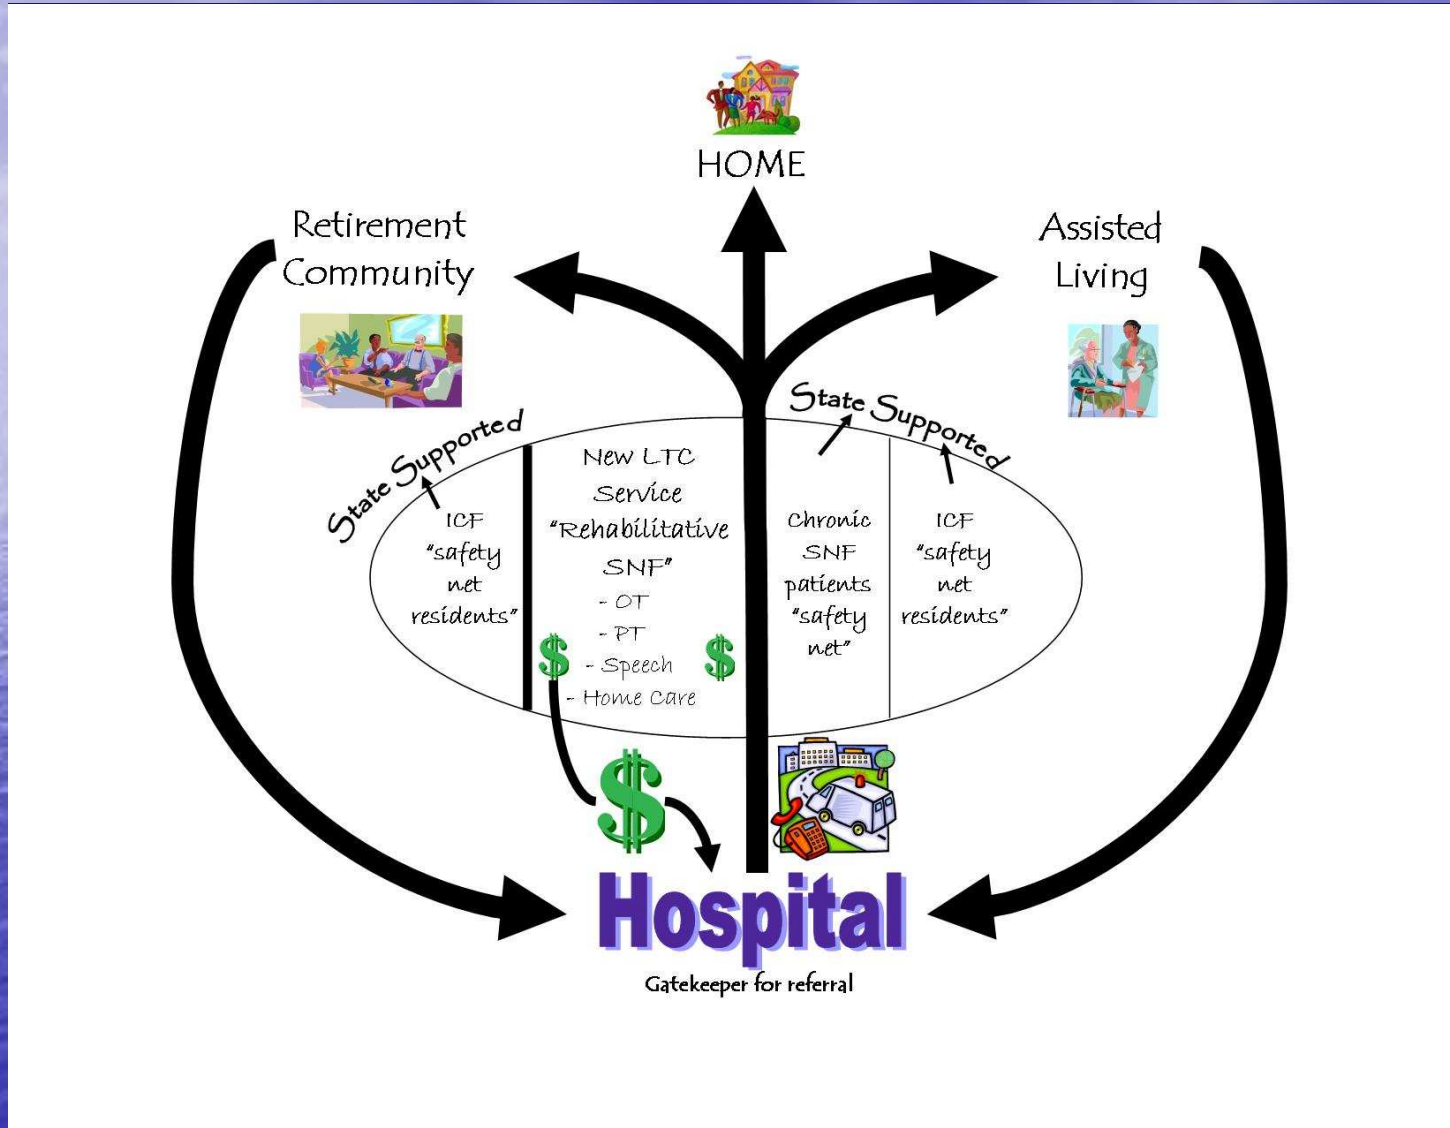 HOME
Retirement
Community
Assisted
Living
State Supported
State Supported
ICF
"safety
net
residents"
New LTC
Service
"Rehabilitative
SNF"
- OT
- PT
- Speech
- Home Care
$
$
Chronic
SNF
patients
"safety
net"
ICF
"safety
net
residents"
$
Hospital
Gatekeeper for referral